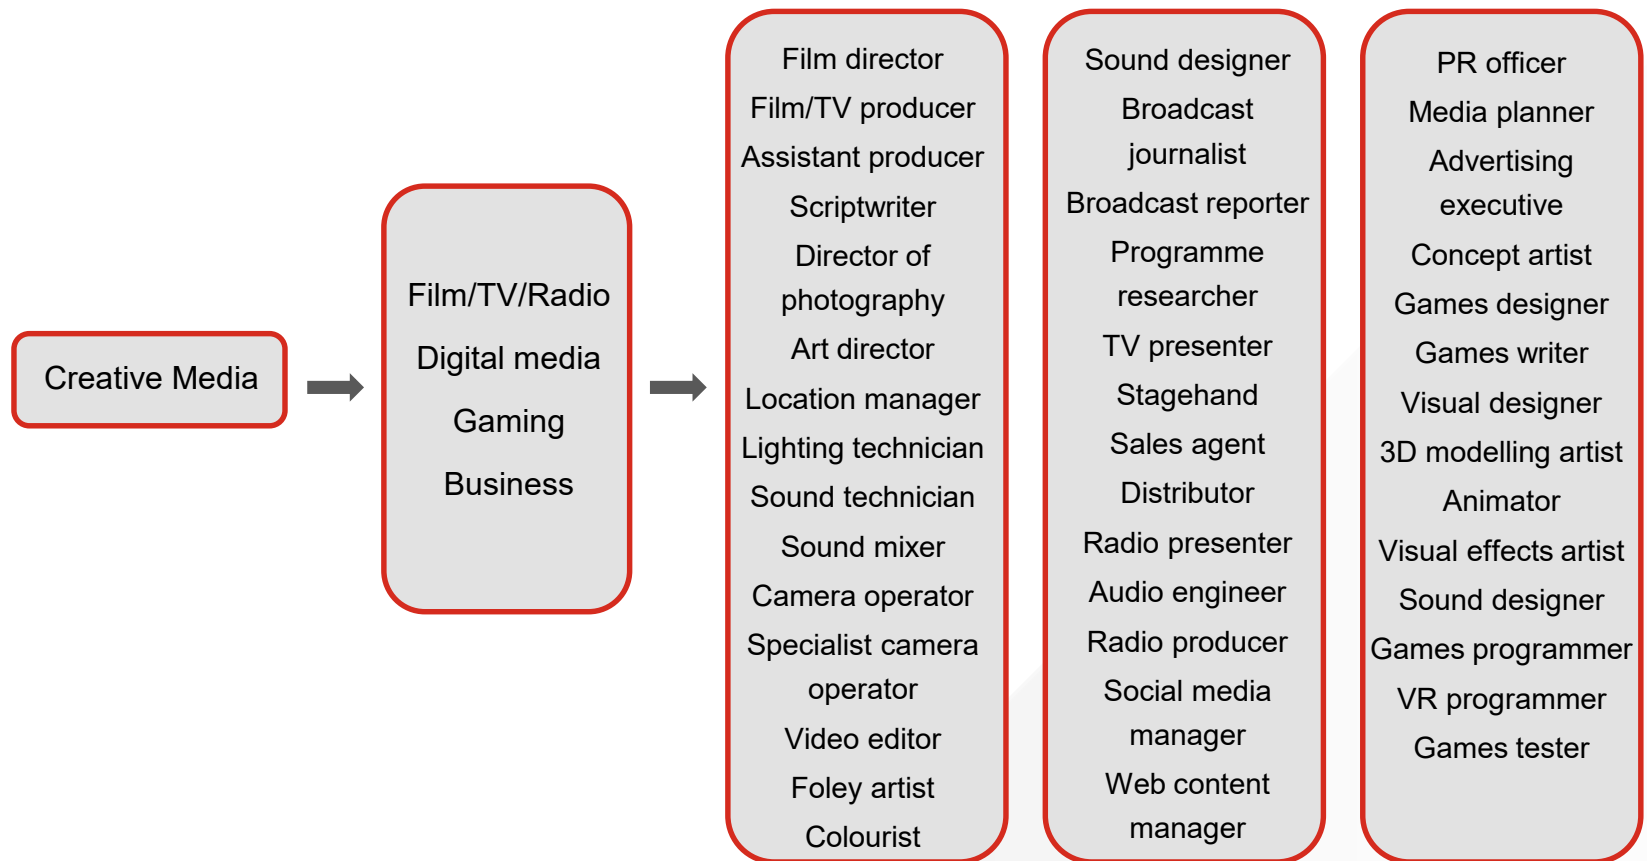 Creative Media
Film/TV/Radio
Digital media
Gaming
Business
Film director
Film/TV producer
Assistant producer
Scriptwriter
Director of
photography
Art director
Location manager
Lighting technician
Sound technician
Sound mixer
Camera operator
Specialist camera
operator
Video editor
Foley artist
Colourist
Sound designer
Broadcast
journalist
Broadcast reporter
Programme
researcher
TV presenter
Stagehand
Sales agent
Distributor
Radio presenter
Audio engineer
Radio producer
Social media
manager
Web content
manager
PR officer
Media planner
Advertising
executive
Concept artist
Games designer
Games writer
Visual designer
3D modelling artist
Animator
Visual effects artist
Sound designer
Games programmer
VR programmer
Games tester